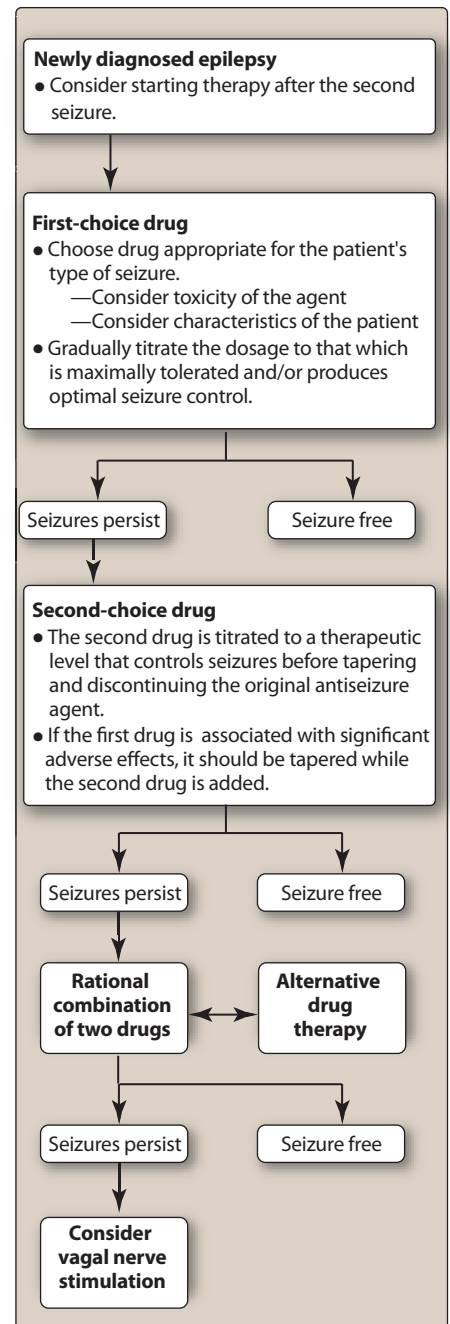 Newly diagnosed epilepsy
● Consider starting therapy after the second
seizure.
First-choice drug
● Choose drug appropriate for the patient's
type of seizure.
—Consider toxicity of the agent
—Consider characteristics of the patient
● Gradually titrate the dosage to that which
is maximally tolerated and/or produces
optimal seizure control.
Seizures persist
Seizure free
Second-choice drug
● The second drug is titrated to a therapeutic
level that controls seizures before tapering
and discontinuing the original antiseizure
agent.
● If the first drug is associated with significant
adverse effects, it should be tapered while
the second drug is added.
Seizures persist
Seizure free
Rational
combination
of two drugs
Alternative
drug
therapy
Seizures persist
Seizure free
Consider
vagal nerve
stimulation